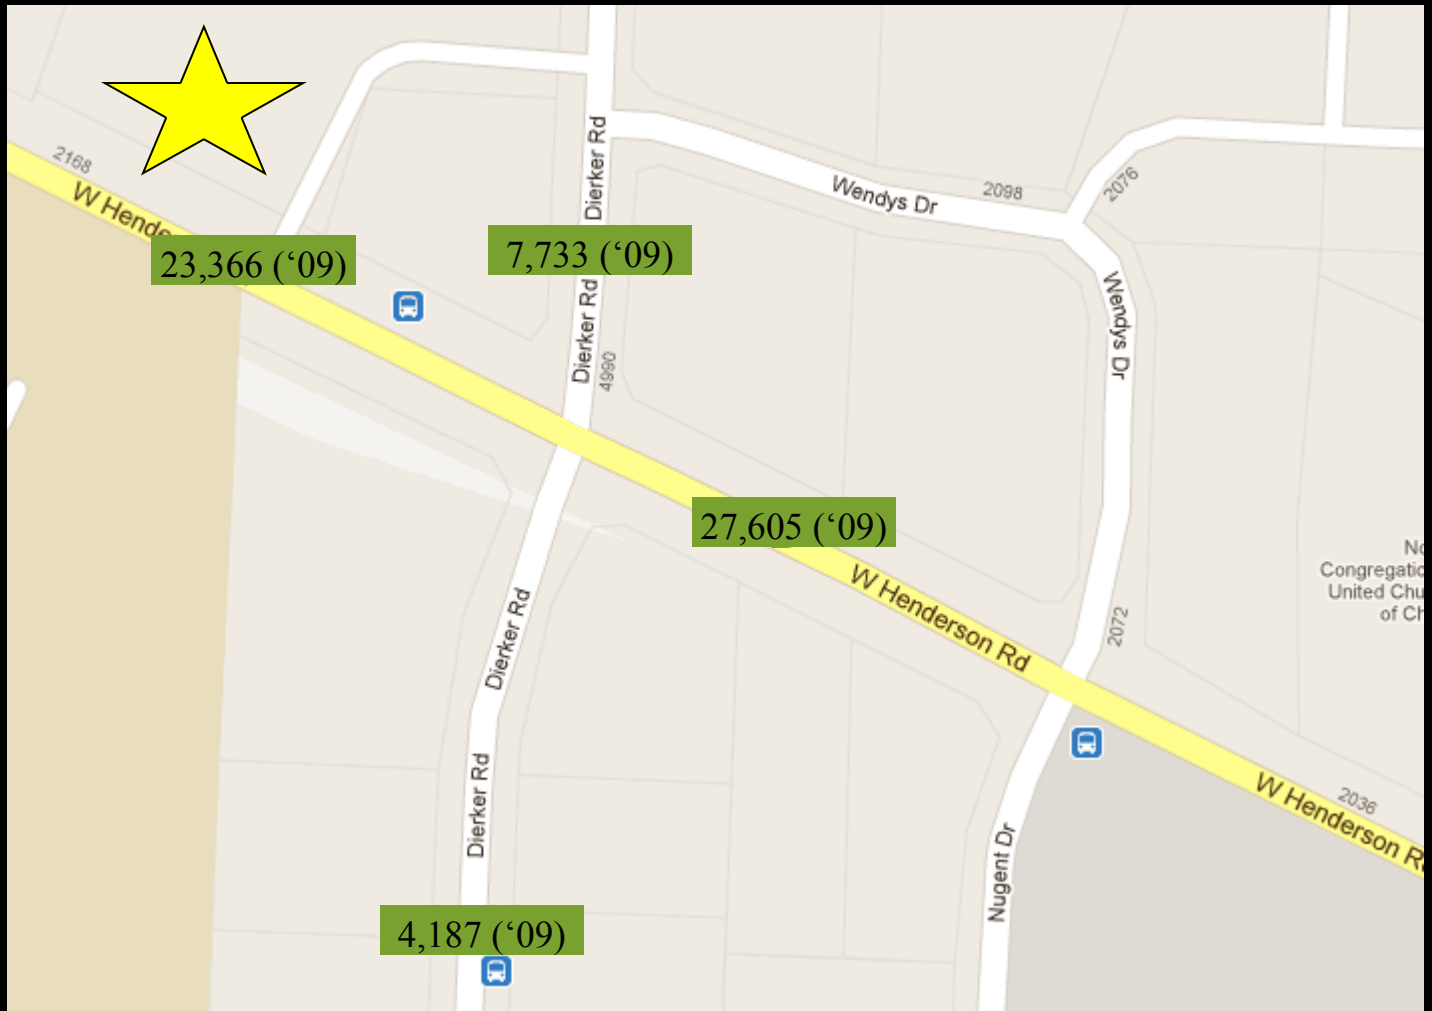 2168
W Hende
23,366 (‘09)
Dierker Rd
7,733 (‘09)
Dierker Rd
4990
Wendys Dr
2098
2076
Wendys Dr
27,605 (‘09)
W Henderson Rd
2072
No
Congregatio
United Chu
of Ch
Dierker Rd
Dierker Rd
4,187 (‘09)
Nugent Dr
2036
W Henderson R